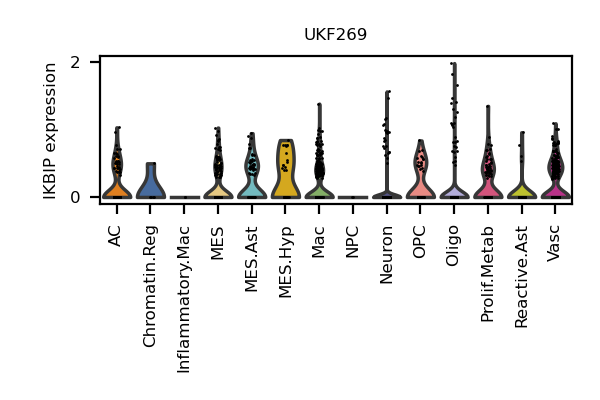 UKF269
IKBIP expression
2
0
AC
Chromatin.Reg
Inflammatory.Mac
MES
MES.Ast
MES.Hyp
Mac
NPC
Neuron
OPC
Oligo
Prolif.Metab
Reactive.Ast
Vasc